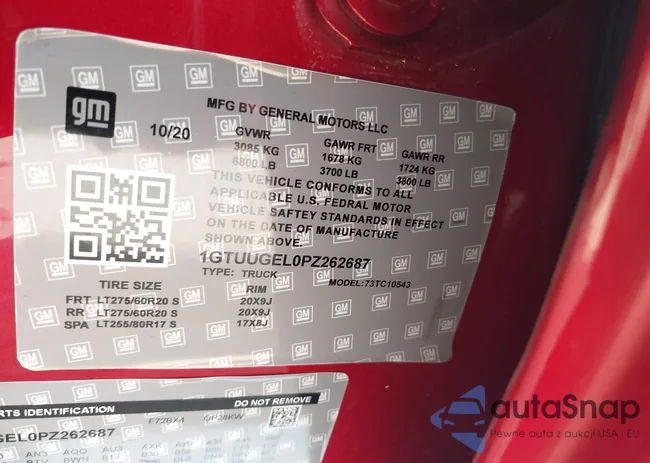 gm
10/20
MFG BY GENERAL MOTORS LLC
GVWR GAWR FRT GAWR RR
3085 KG 1678 KG 1724 KG
6800 LB 3700 LB 3800 LB
THIS VEHICLE CONFORMS TO ALL
APPLICABLE U.S. FEDERAL MOTOR
VEHICLE SAFTEY STANDARDS IN EFFECT
ON THE DATE OF MANUFACTURE
SHOWN ABOVE.
1GTUUGEL0PZ262687
TYPE: TRUCK MODEL:73TC10543
TIRE SIZE RIM
FRT LT275/60R20 S 20X9J
RR LT275/60R20 S 20X9J
SPA LT255/80R17 S 17X8J
RTS IDENTIFICATION DO NOT REMOVE
GEL0PZ262687
autaSnap
Pewne auta z aukcji USA - EU